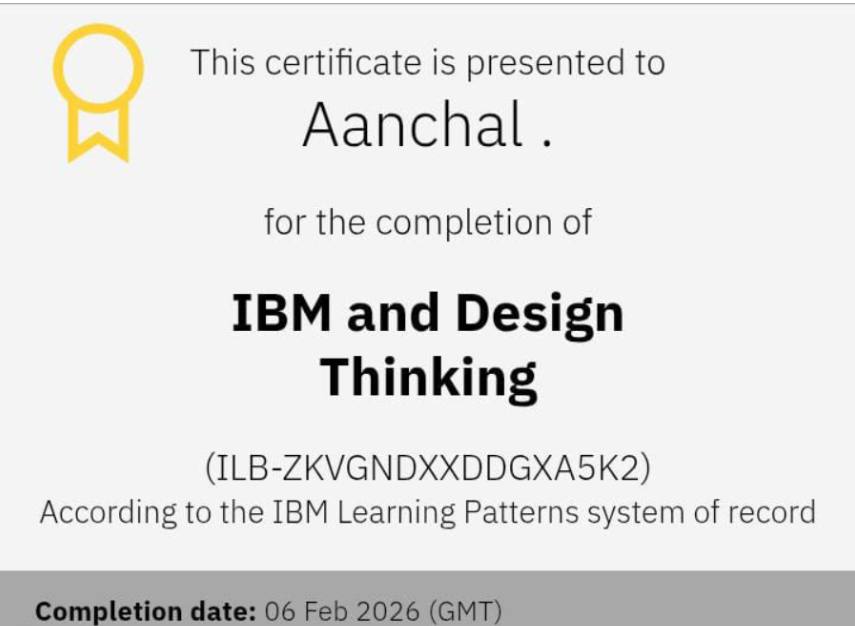 This certificate is presented to
Aanchal .
for the completion of
IBM and Design
Thinking
(ILB-ZKVGNDXXDDGXA5K2)
According to the IBM Learning Patterns system of record
Completion date: 06 Feb 2026 (GMT)